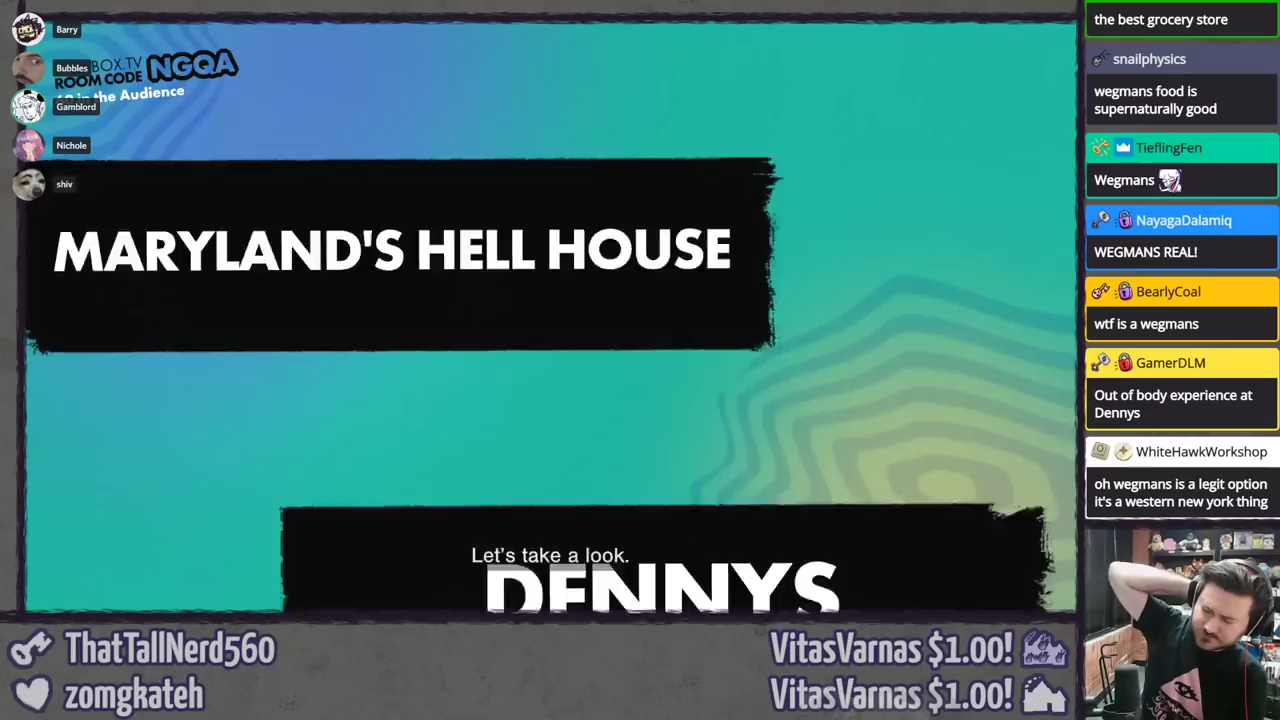 Barry
Bubbles
BOX.TV
ROOM CODE NGQA
in the Audience
Gamblord
Nichole
shiv
MARYLAND'S HELL HOUSE
Let's take a look.
DENNYS
the best grocery store
snailphysics
wegmans food is
supernaturally good
TieflingFen
Wegmans
NayagaDalamiq
WEGMANS REAL!
BearlyCoal
wtf is a wegmans
GamerDLM
Out of body experience at
Dennys
WhiteHawkWorkshop
oh wegmans is a legit option
it's a western new york thing
ThatTallNerd560
zomgkateh
VitasVarnas $1.00!
VitasVarnas $1.00!